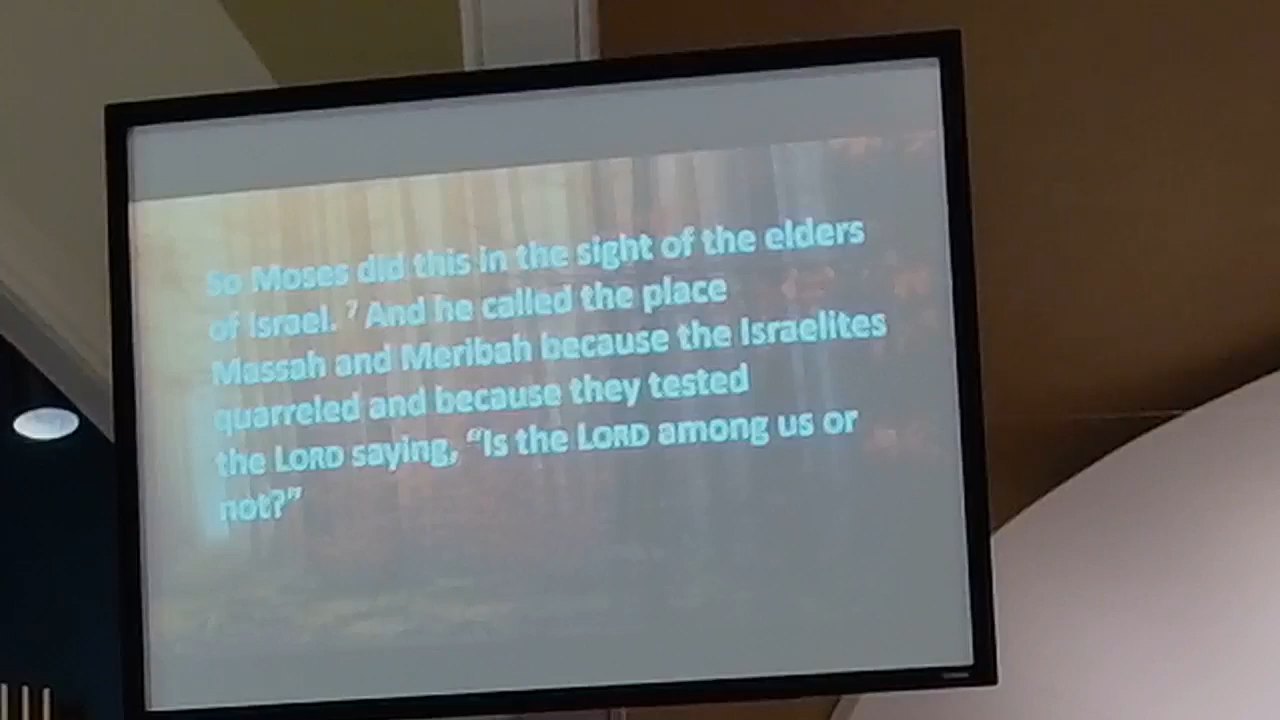 So Moses did this in the sight of the elders
of Israel. ⁷ And he called the place
Massah and Meribah because the Israelites
quarreled and because they tested
the LORD saying, “Is the LORD among us or
not?”